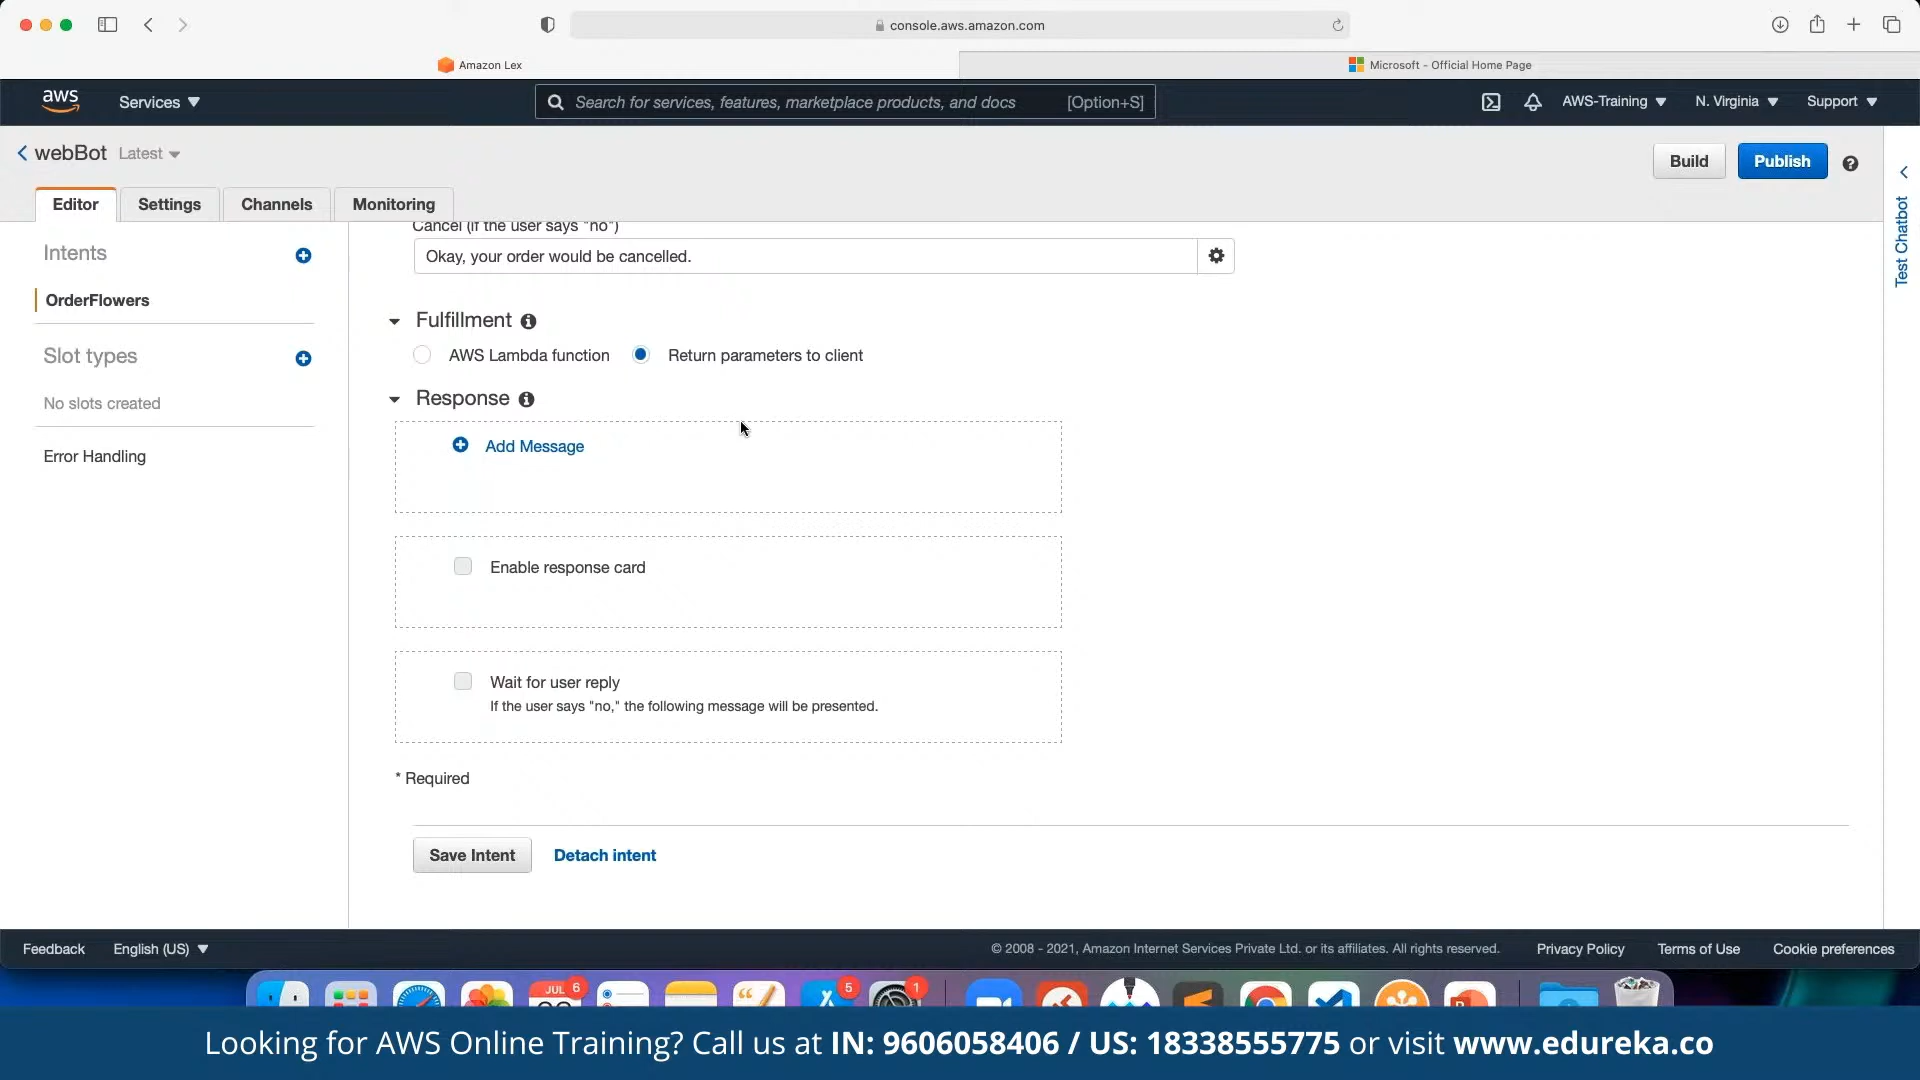 console.aws.amazon.com
Amazon Lex
Microsoft - Official Home Page
aws
Services
Search for services, features, marketplace products, and docs [Option+S]
AWS-Training
N. Virginia
Support
webBot Latest
Build
Publish
Editor
Settings
Channels
Monitoring
Test Chatbot
Intents
OrderFlowers
Slot types
No slots created
Error Handling
Cancel (if the user says "no")
Okay, your order would be cancelled.
Fulfillment
AWS Lambda function
Return parameters to client
Response
Add Message
Enable response card
Wait for user reply
If the user says "no," the following message will be presented.
* Required
Save Intent
Detach intent
Feedback
English (US)
© 2008 - 2021, Amazon Internet Services Private Ltd. or its affiliates. All rights reserved.
Privacy Policy
Terms of Use
Cookie preferences
JUL
6
5
1
Looking for AWS Online Training? Call us at IN: 9606058406 / US: 18338555775 or visit www.edureka.co